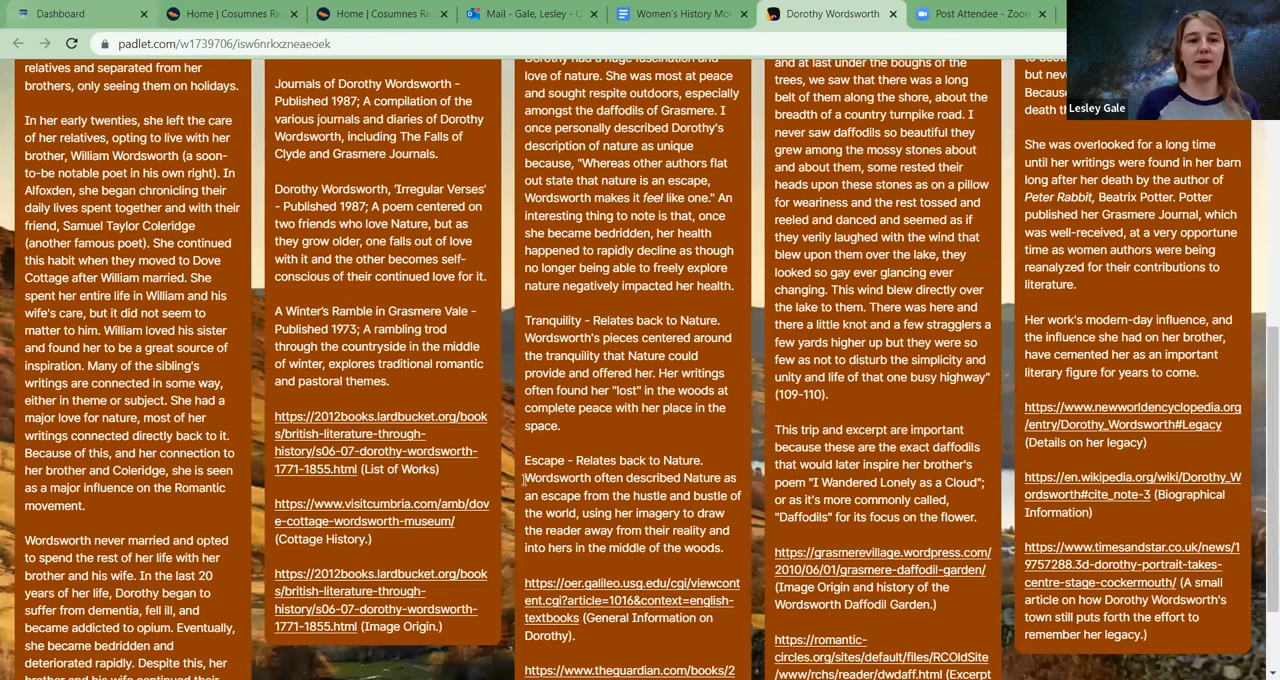 Dashboard
Home | Cosumnes Ri
Home | Cosumnes Ri
Mail - Gale, Lesley - C
Women's History Mo
Dorothy Wordsworth
Post Attendee - Zoom
padlet.com/w1739706/isw6nrkxzneaeoek
Lesley Gale
relatives and separated from her
brothers, only seeing them on holidays.
In her early twenties, she left the care
of her relatives, opting to live with her
brother, William Wordsworth (a soon-
to-be notable poet in his own right). In
Alfoxden, she began chronicling their
daily lives spent together and with their
friend, Samuel Taylor Coleridge
(another famous poet). She continued
this habit when they moved to Dove
Cottage after William married. She
spent her entire life in William and his
wife's care, but it did not seem to
matter to him. William loved his sister
and found her to be a great source of
inspiration. Many of the sibling's
writings are connected in some way,
either in theme or subject. She had a
major love for nature, most of her
writings connected directly back to it.
Because of this, and her connection to
her brother and Coleridge, she is seen
as a major influence on the Romantic
movement.
Wordsworth never married and opted
to spend the rest of her life with her
brother and his wife. In the last 20
years of her life, Dorothy began to
suffer from dementia, fell ill, and
became addicted to opium. Eventually,
she became bedridden and
deteriorated rapidly. Despite this, her
brother and his wife continued their
Journals of Dorothy Wordsworth -
Published 1987; A compilation of the
various journals and diaries of Dorothy
Wordsworth, including The Falls of
Clyde and Grasmere Journals.
Dorothy Wordsworth, 'Irregular Verses'
- Published 1987; A poem centered on
two friends who love Nature, but as
they grow older, one falls out of love
with it and the other becomes self-
conscious of their continued love for it.
A Winter's Ramble in Grasmere Vale -
Published 1973; A rambling trod
through the countryside in the middle
of winter, explores traditional romantic
and pastoral themes.
https://2012books.lardbucket.org/book
s/british-literature-through-
history/s06-07-dorothy-wordsworth-
1771-1855.html (List of Works)
https://www.visitcumbria.com/amb/dov
e-cottage-wordsworth-museum/
(Cottage History.)
https://2012books.lardbucket.org/book
s/british-literature-through-
history/s06-07-dorothy-wordsworth-
1771-1855.html (Image Origin.)
Dorothy had a huge fascination and
love of nature. She was most at peace
and sought respite outdoors, especially
amongst the daffodils of Grasmere. I
once personally described Dorothy's
description of nature as unique
because, "Whereas other authors flat
out state that nature is an escape,
Wordsworth makes it feel like one." An
interesting thing to note is that, once
she became bedridden, her health
happened to rapidly decline as though
no longer being able to freely explore
nature negatively impacted her health.
Tranquility - Relates back to Nature.
Wordsworth's pieces centered around
the tranquility that Nature could
provide and offered her. Her writings
often found her "lost" in the woods at
complete peace with her place in the
space.
Escape - Relates back to Nature.
Wordsworth often described Nature as
an escape from the hustle and bustle of
the world, using her imagery to draw
the reader away from their reality and
into hers in the middle of the woods.
https://oer.galileo.usg.edu/cgi/viewcont
ent.cgi?article=1016&context=english-
textbooks (General Information on
Dorothy).
https://www.theguardian.com/books/2
and at last under the boughs of the
trees, we saw that there was a long
belt of them along the shore, about the
breadth of a country turnpike road. I
never saw daffodils so beautiful they
grew among the mossy stones about
and about them, some rested their
heads upon these stones as on a pillow
for weariness and the rest tossed and
reeled and danced and seemed as if
they verily laughed with the wind that
blew upon them over the lake, they
looked so gay ever glancing ever
changing. This wind blew directly over
the lake to them. There was here and
there a little knot and a few stragglers a
few yards higher up but they were so
few as not to disturb the simplicity and
unity and life of that one busy highway"
(109-110).
This trip and excerpt are important
because these are the exact daffodils
that would later inspire her brother's
poem "I Wandered Lonely as a Cloud";
or as it's more commonly called,
"Daffodils" for its focus on the flower.
https://grasmerevillage.wordpress.com/
2010/06/01/grasmere-daffodil-garden/
(Image Origin and history of the
Wordsworth Daffodil Garden.)
https://romantic-
circles.org/sites/default/files/RCOldSite
/www/rchs/reader/dwdaff.html (Excerpt
but neve
Becaus
death th
She was overlooked for a long time
until her writings were found in her barn
long after her death by the author of
Peter Rabbit, Beatrix Potter. Potter
published her Grasmere Journal, which
was well-received, at a very opportune
time as women authors were being
reanalyzed for their contributions to
literature.
Her work's modern-day influence, and
the influence she had on her brother,
have cemented her as an important
literary figure for years to come.
https://www.newworldencyclopedia.org
/entry/Dorothy_Wordsworth#Legacy
(Details on her legacy)
https://en.wikipedia.org/wiki/Dorothy_W
ordsworth#cite_note-3 (Biographical
Information)
https://www.timesandstar.co.uk/news/1
9757288.3d-dorothy-portrait-takes-
centre-stage-cockermouth/ (A small
article on how Dorothy Wordsworth's
town still puts forth the effort to
remember her legacy.)